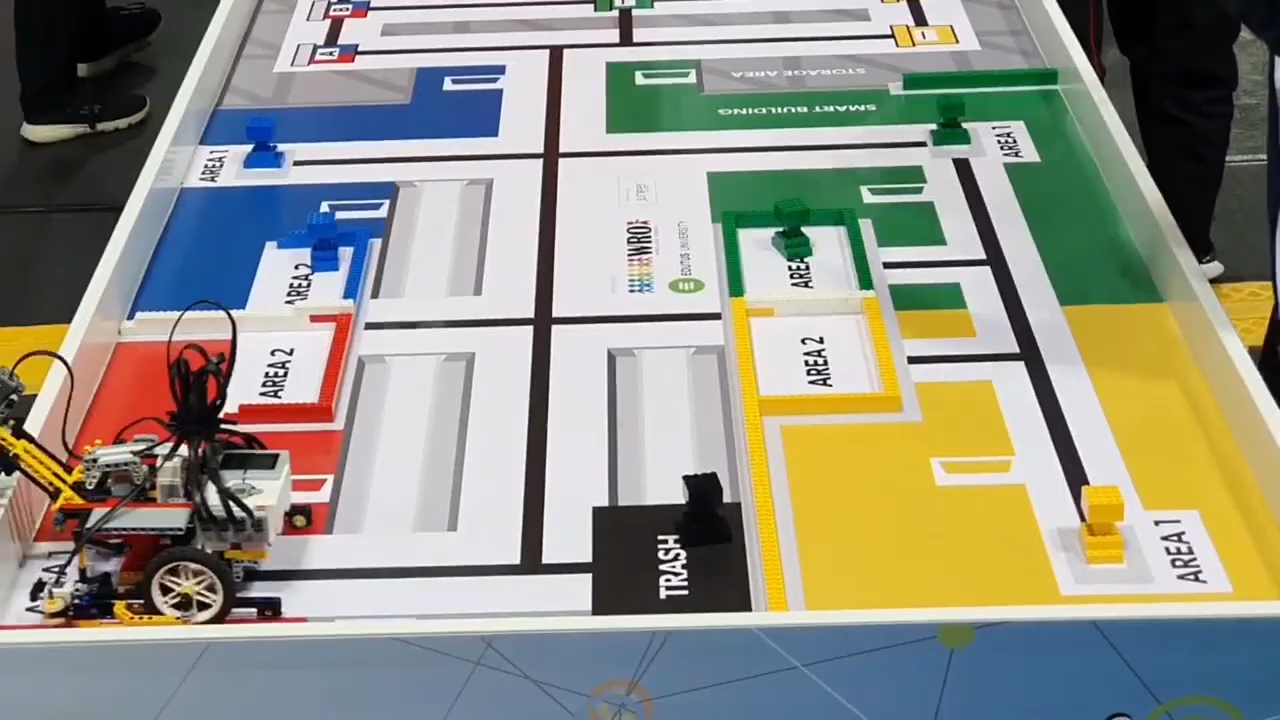 B
A
STORAGE AREA
SMART BUILDING
AREA 1
AREA 1
WRO
EDUTUS UNIVERSITY
AREA 2
AREA
AREA 2
AREA 2
TRASH
AREA 1